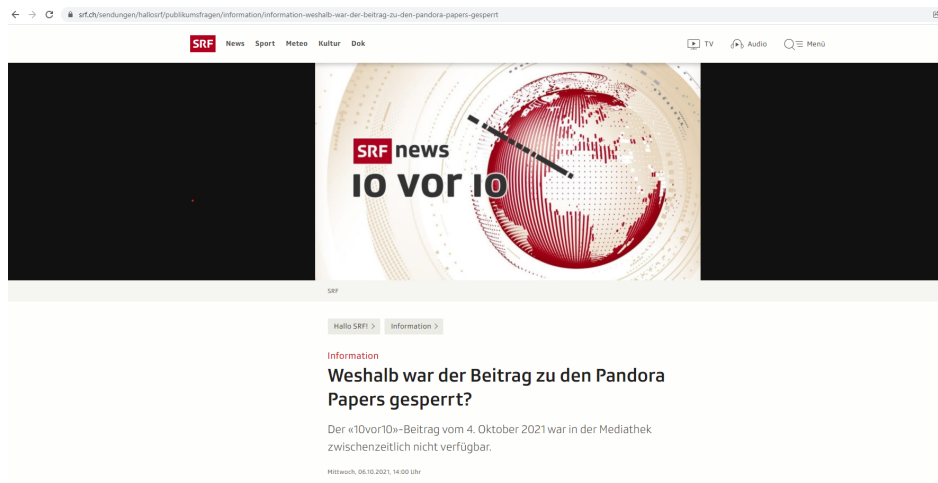 srf.ch/sendungen/hallosrf/publikumsfragen/information/information-weshalb-war-der-beitrag-zu-den-pandora-papers-gesperrt
SRF News Sport Meteo Kultur Dok TV Audio Menü
SRF news
10 vor 10
SRF
Hallo SRF! > Information >
Information
Weshalb war der Beitrag zu den Pandora
Papers gesperrt?
Der «10vor10»-Beitrag vom 4. Oktober 2021 war in der Mediathek
zwischenzeitlich nicht verfügbar.
Mittwoch, 06.10.2021, 14:00 Uhr